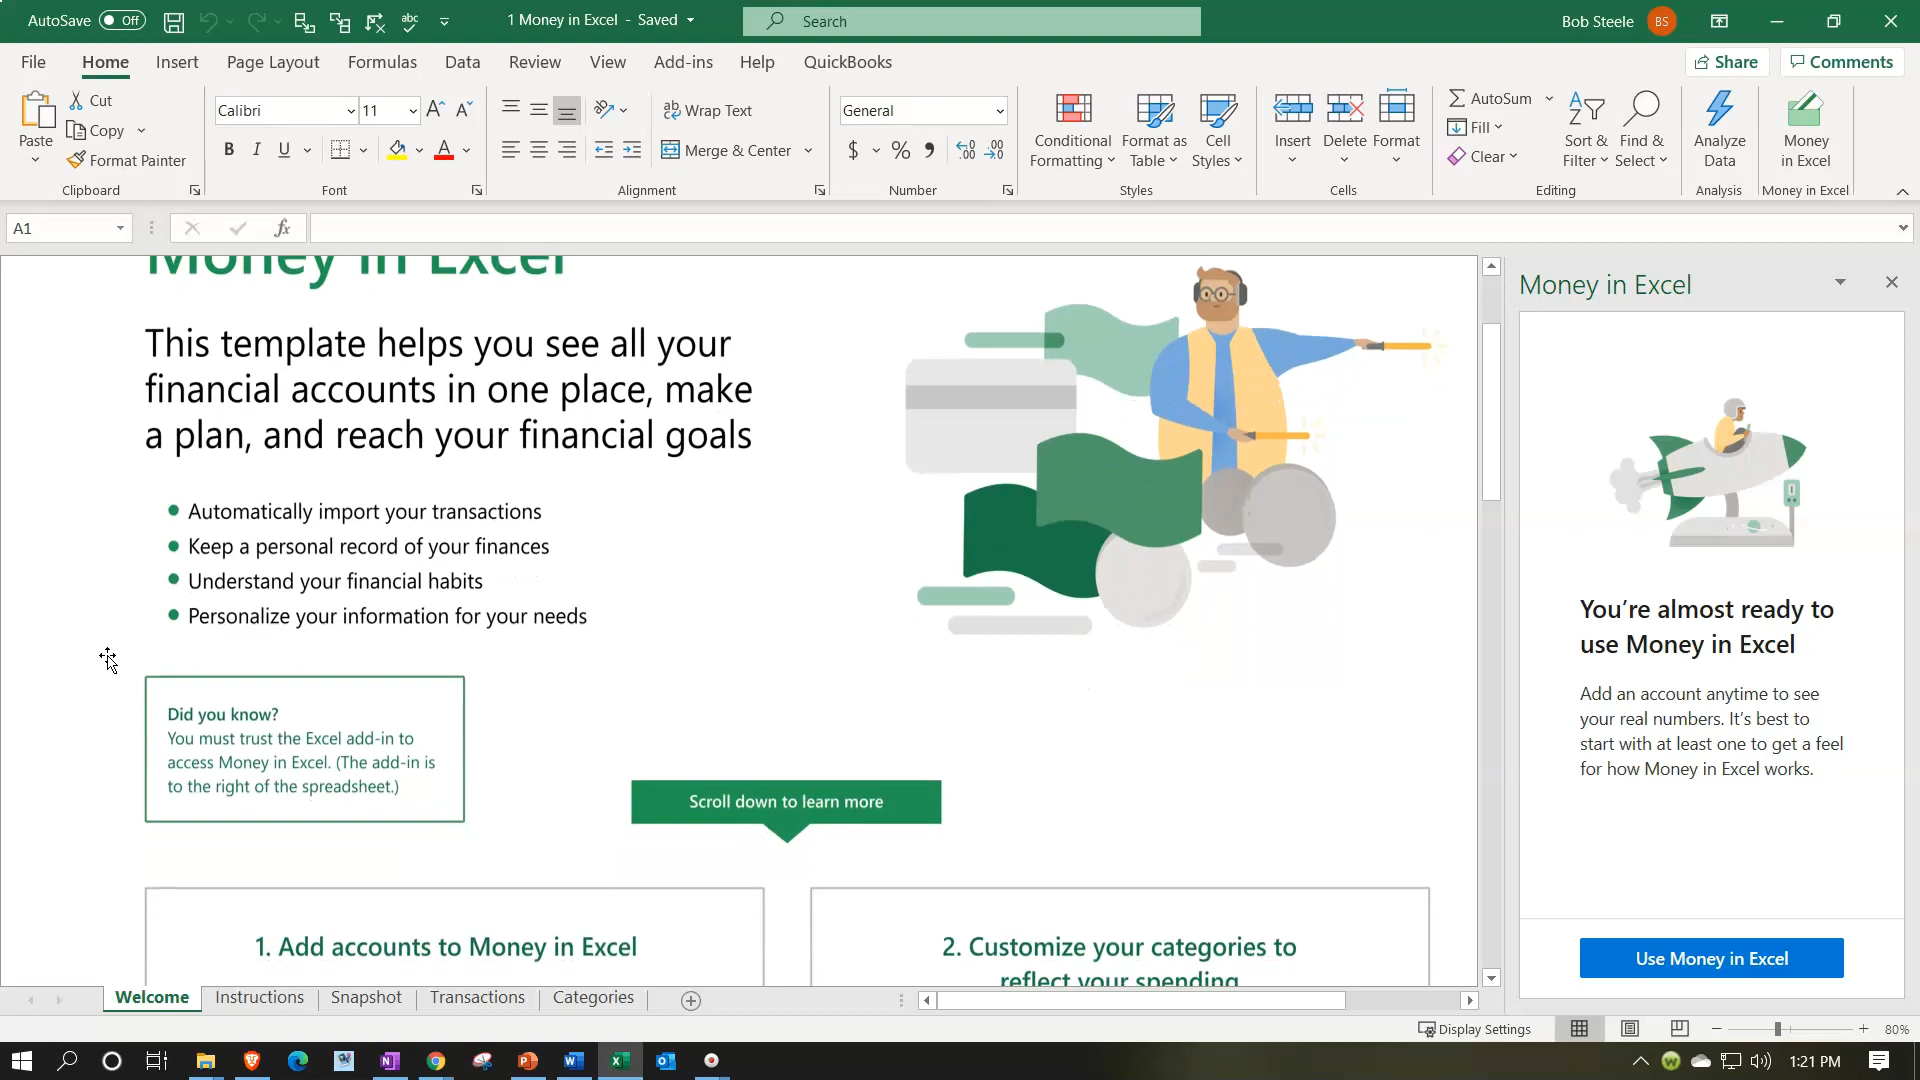 AutoSave Off
abc
1 Money in Excel - Saved
Search
Bob Steele BS
File Home Insert Page Layout Formulas Data Review View Add-ins Help QuickBooks
Share Comments
Paste
Cut
Copy
Format Painter
Clipboard
Calibri 11
A A
B I U A
Font
ab Wrap Text
Merge & Center
Alignment
General
$ % 9 .00
Number
Conditional Formatting
Format as Table
Cell Styles
Styles
Insert Delete Format
Cells
AutoSum
Fill
Clear
Sort & Filter
Find & Select
Editing
Analyze Data
Analysis
Money in Excel
Money in Excel
A1
fx
Money in Excel
This template helps you see all your
financial accounts in one place, make
a plan, and reach your financial goals
Automatically import your transactions
Keep a personal record of your finances
Understand your financial habits
Personalize your information for your needs
Did you know?
You must trust the Excel add-in to
access Money in Excel. (The add-in is
to the right of the spreadsheet.)
Scroll down to learn more
1. Add accounts to Money in Excel
2. Customize your categories to
reflect your spending
Money in Excel
You're almost ready to
use Money in Excel
Add an account anytime to see
your real numbers. It's best to
start with at least one to get a feel
for how Money in Excel works.
Use Money in Excel
Welcome Instructions Snapshot Transactions Categories
Display Settings
80%
1:21 PM